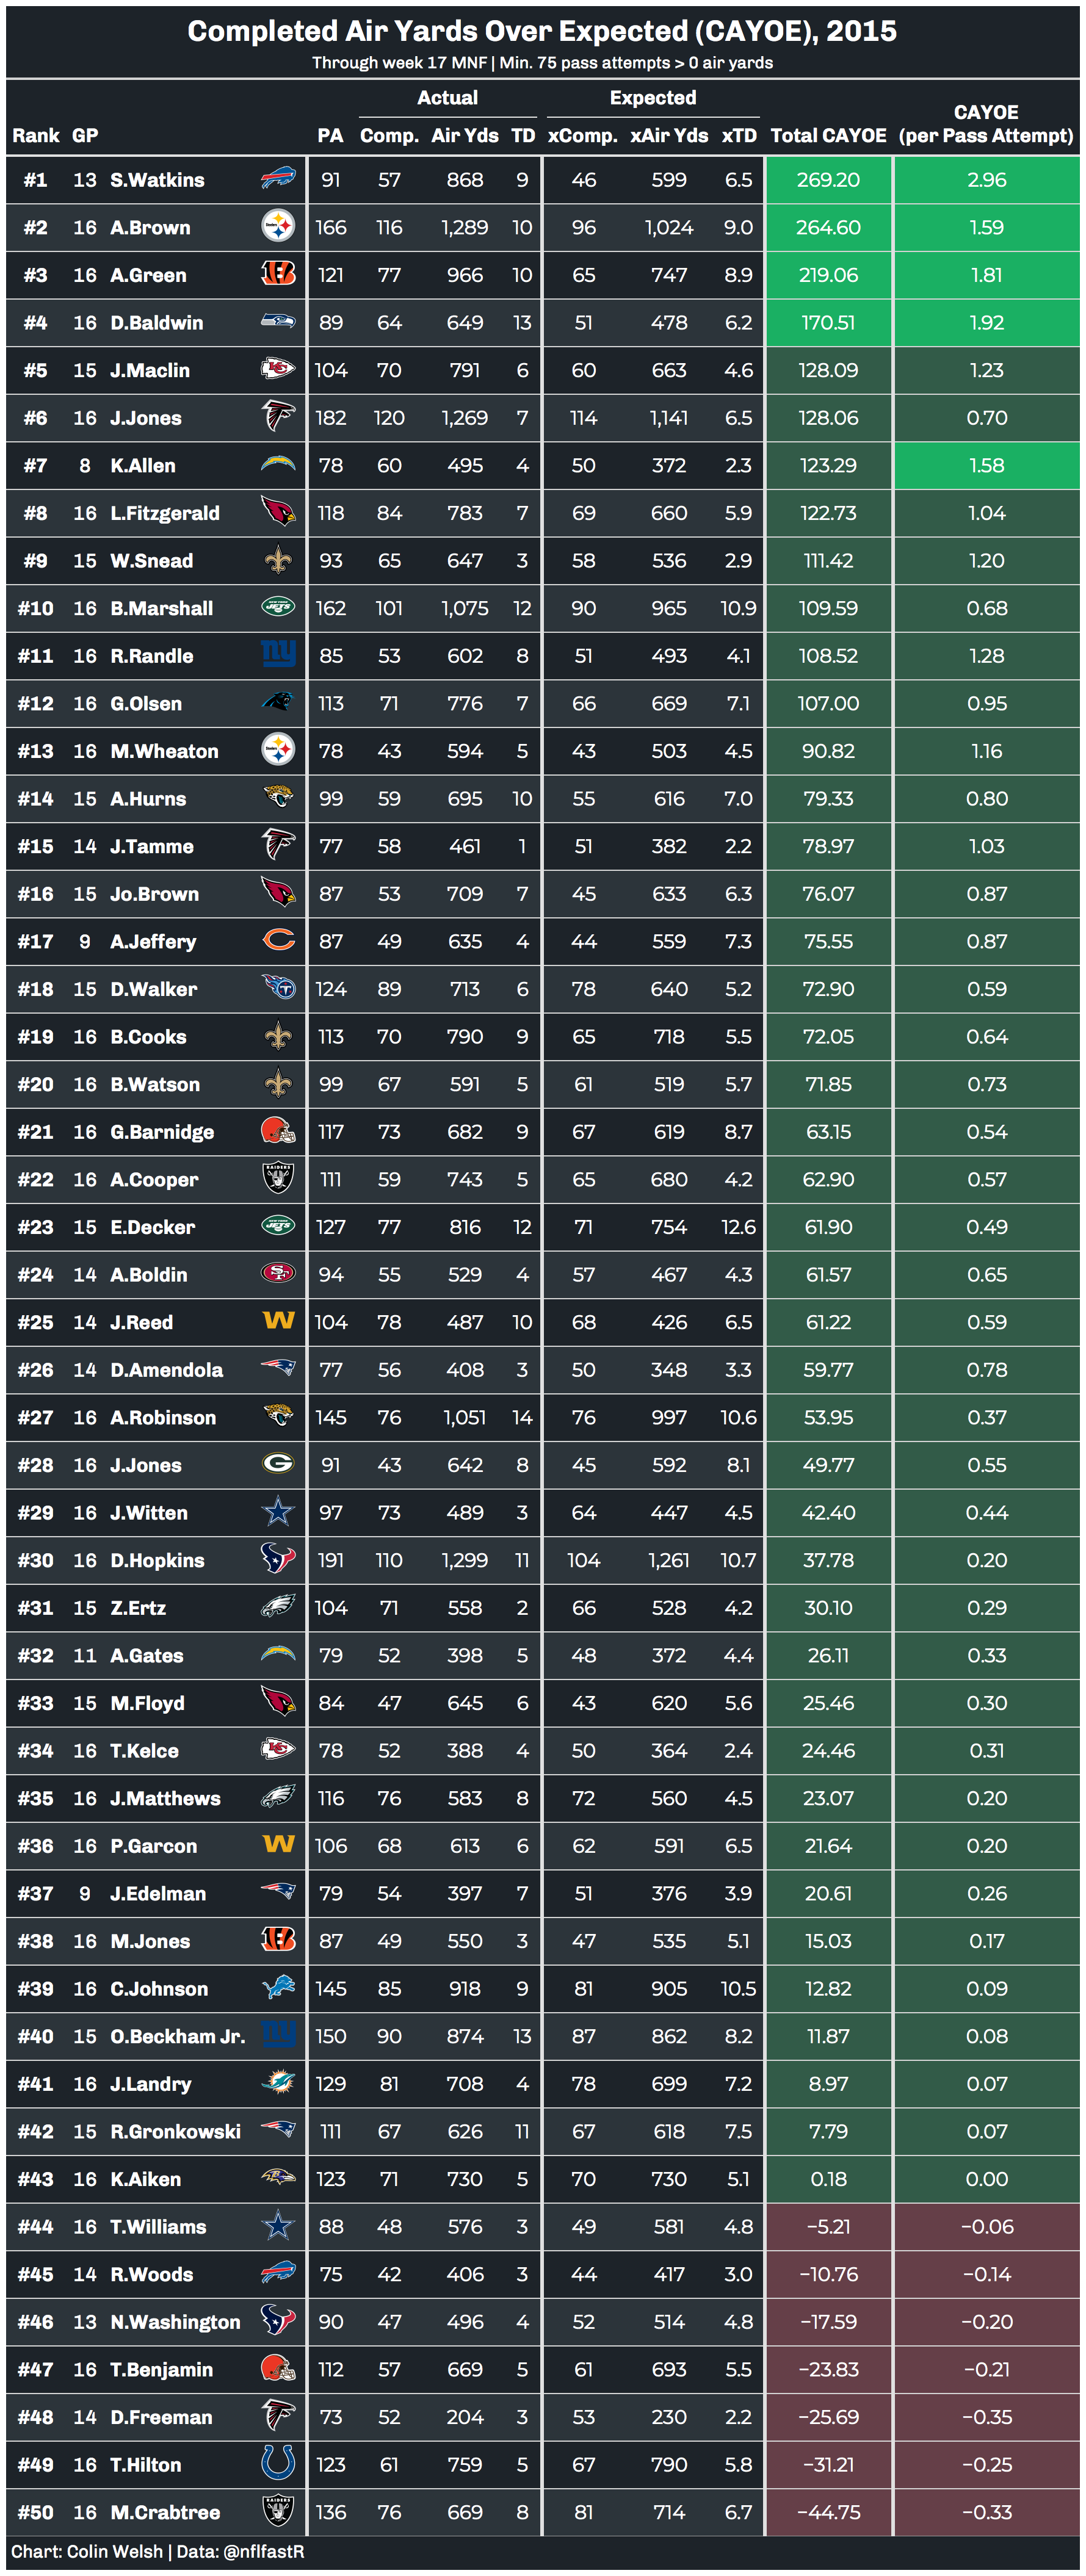 Completed Air Yards Over Expected (CAYOE), 2015
Through week 17 MNF | Min. 75 pass attempts > 0 air yards
Actual Expected CAYOE
Rank GP PA Comp. Air Yds TD xComp. xAir Yds xTD Total CAYOE (per Pass Attempt)
#1 13 S.Watkins 91 57 868 9 46 599 6.5 269.20 2.96
#2 16 A.Brown 166 116 1,289 10 96 1,024 9.0 264.60 1.59
#3 16 A.Green 121 77 966 10 65 747 8.9 219.06 1.81
#4 16 D.Baldwin 89 64 649 13 51 478 6.2 170.51 1.92
#5 15 J.Maclin 104 70 791 6 60 663 4.6 128.09 1.23
#6 16 J.Jones 182 120 1,269 7 114 1,141 6.5 128.06 0.70
#7 8 K.Allen 78 60 495 4 50 372 2.3 123.29 1.58
#8 16 L.Fitzgerald 118 84 783 7 69 660 5.9 122.73 1.04
#9 15 W.Snead 93 65 647 3 58 536 2.9 111.42 1.20
#10 16 B.Marshall 162 101 1,075 12 90 965 10.9 109.59 0.68
#11 16 R.Randle 85 53 602 8 51 493 4.1 108.52 1.28
#12 16 G.Olsen 113 71 776 7 66 669 7.1 107.00 0.95
#13 16 M.Wheaton 78 43 594 5 43 503 4.5 90.82 1.16
#14 15 A.Hurns 99 59 695 10 55 616 7.0 79.33 0.80
#15 14 J.Tamme 77 58 461 1 51 382 2.2 78.97 1.03
#16 15 Jo.Brown 87 53 709 7 45 633 6.3 76.07 0.87
#17 9 A.Jeffery 87 49 635 4 44 559 7.3 75.55 0.87
#18 15 D.Walker 124 89 713 6 78 640 5.2 72.90 0.59
#19 16 B.Cooks 113 70 790 9 65 718 5.5 72.05 0.64
#20 16 B.Watson 99 67 591 5 61 519 5.7 71.85 0.73
#21 16 G.Barnidge 117 73 682 9 67 619 8.7 63.15 0.54
#22 16 A.Cooper 111 59 743 5 65 680 4.2 62.90 0.57
#23 15 E.Decker 127 77 816 12 71 754 12.6 61.90 0.49
#24 14 A.Boldin 94 55 529 4 57 467 4.3 61.57 0.65
#25 14 J.Reed 104 78 487 10 68 426 6.5 61.22 0.59
#26 14 D.Amendola 77 56 408 3 50 348 3.3 59.77 0.78
#27 16 A.Robinson 145 76 1,051 14 76 997 10.6 53.95 0.37
#28 16 J.Jones 91 43 642 8 45 592 8.1 49.77 0.55
#29 16 J.Witten 97 73 489 3 64 447 4.5 42.40 0.44
#30 16 D.Hopkins 191 110 1,299 11 104 1,261 10.7 37.78 0.20
#31 15 Z.Ertz 104 71 558 2 66 528 4.2 30.10 0.29
#32 11 A.Gates 79 52 398 5 48 372 4.4 26.11 0.33
#33 15 M.Floyd 84 47 645 6 43 620 5.6 25.46 0.30
#34 16 T.Kelce 78 52 388 4 50 364 2.4 24.46 0.31
#35 16 J.Matthews 116 76 583 8 72 560 4.5 23.07 0.20
#36 16 P.Garcon 106 68 613 6 62 591 6.5 21.64 0.20
#37 9 J.Edelman 79 54 397 7 51 376 3.9 20.61 0.26
#38 16 M.Jones 87 49 550 3 47 535 5.1 15.03 0.17
#39 16 C.Johnson 145 85 918 9 81 905 10.5 12.82 0.09
#40 15 O.Beckham Jr. 150 90 874 13 87 862 8.2 11.87 0.08
#41 16 J.Landry 129 81 708 4 78 699 7.2 8.97 0.07
#42 15 R.Gronkowski 111 67 626 11 67 618 7.5 7.79 0.07
#43 16 K.Aiken 123 71 730 5 70 730 5.1 0.18 0.00
#44 16 T.Williams 88 48 576 3 49 581 4.8 −5.21 −0.06
#45 14 R.Woods 75 42 406 3 44 417 3.0 −10.76 −0.14
#46 13 N.Washington 90 47 496 4 52 514 4.8 −17.59 −0.20
#47 16 T.Benjamin 112 57 669 5 61 693 5.5 −23.83 −0.21
#48 14 D.Freeman 73 52 204 3 53 230 2.2 −25.69 −0.35
#49 16 T.Hilton 123 61 759 5 67 790 5.8 −31.21 −0.25
#50 16 M.Crabtree 136 76 669 8 81 714 6.7 −44.75 −0.33
Chart: Colin Welsh | Data: @nflfastR